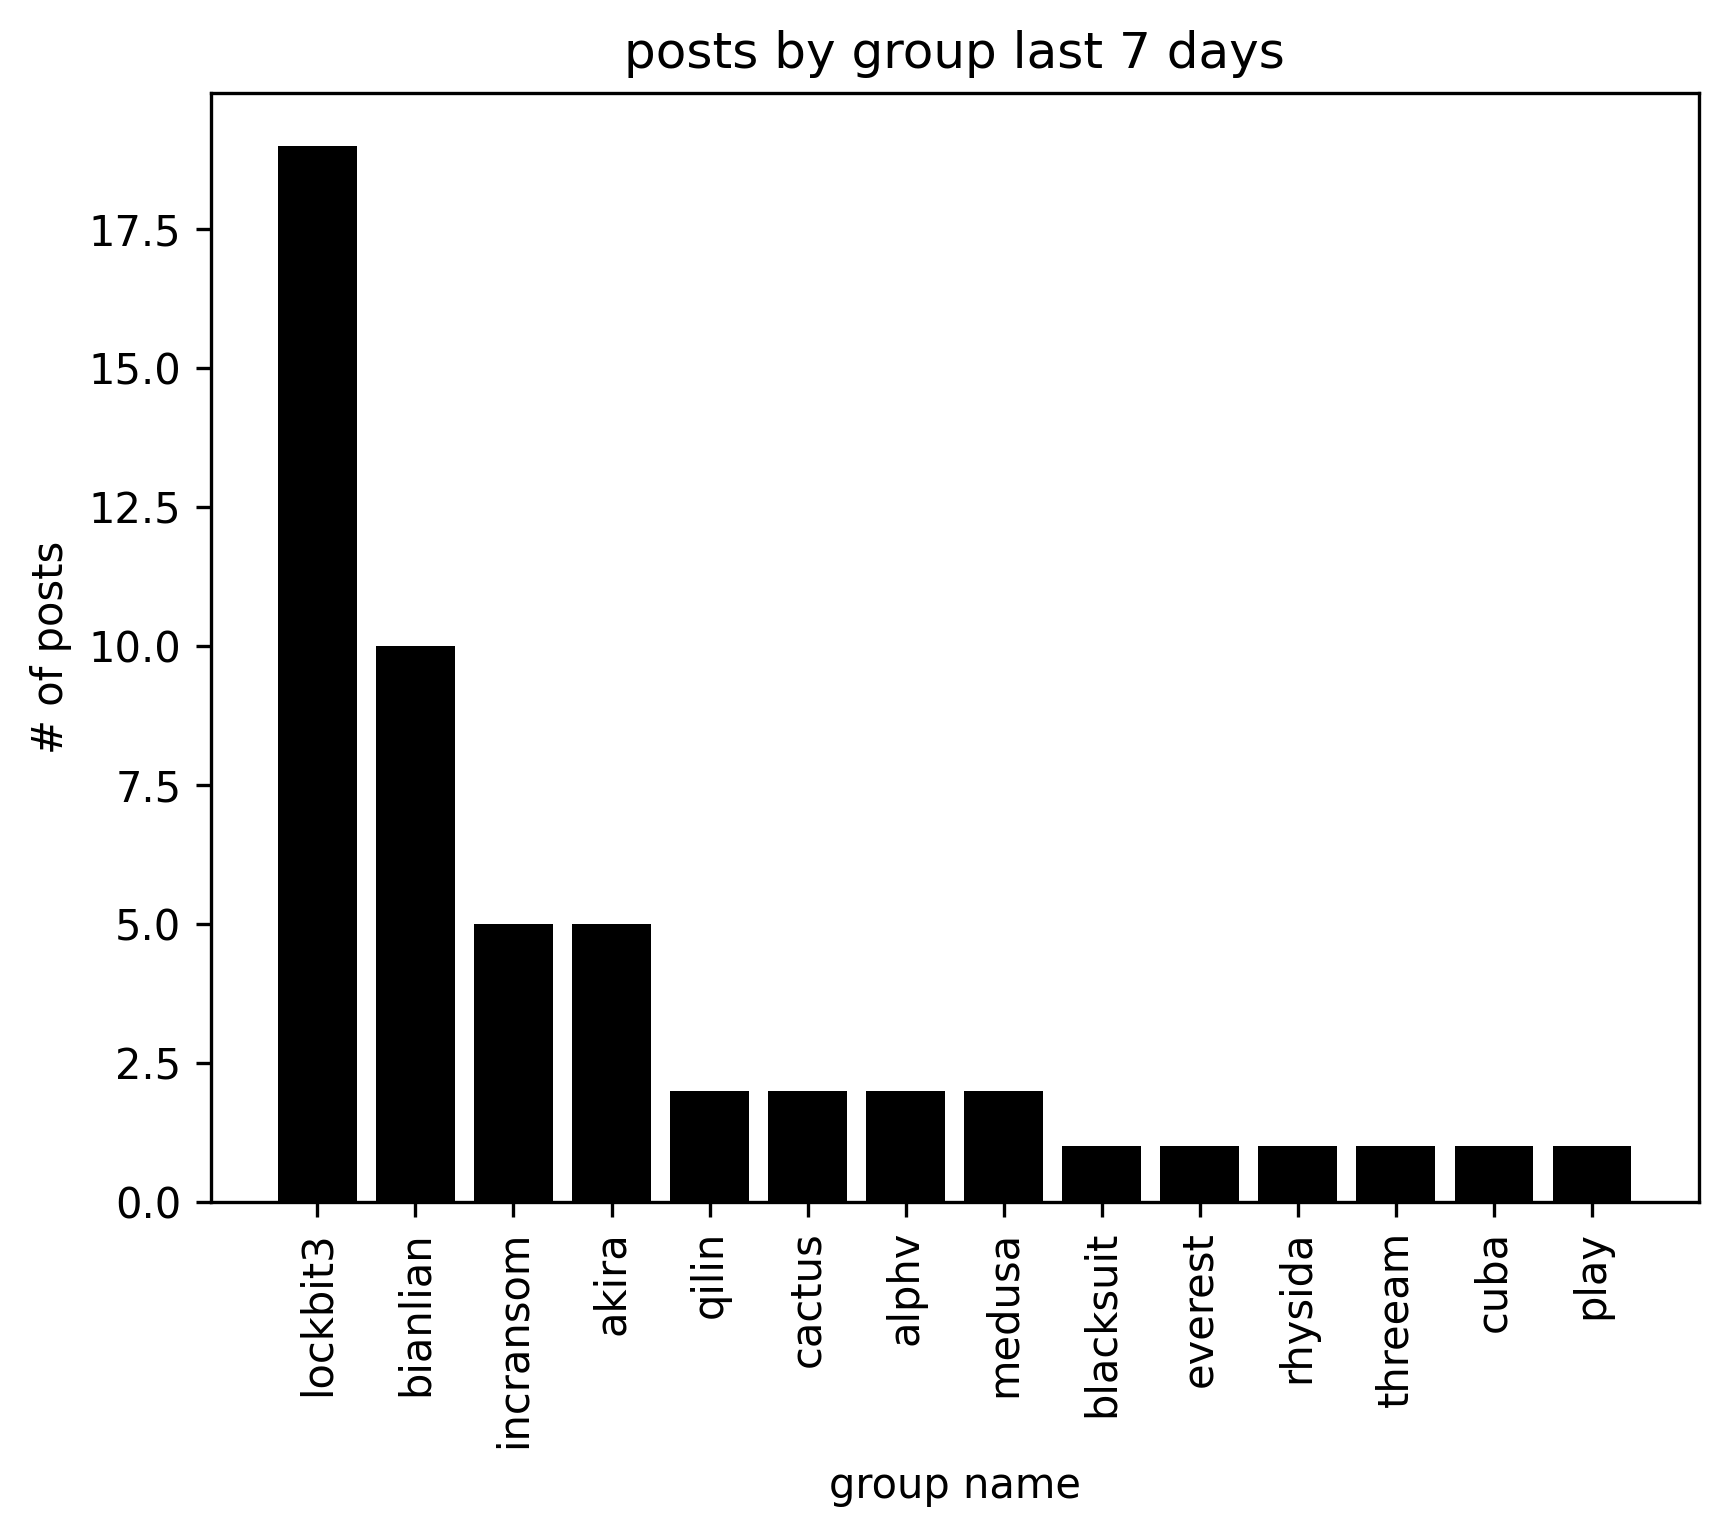 posts by group last 7 days
# of posts
17.5
15.0
12.5
10.0
7.5
5.0
2.5
0.0
lockbit3
bianlian
incransom
akira
qilin
cactus
alphv
medusa
blacksuit
everest
rhysida
threeam
cuba
play
group name